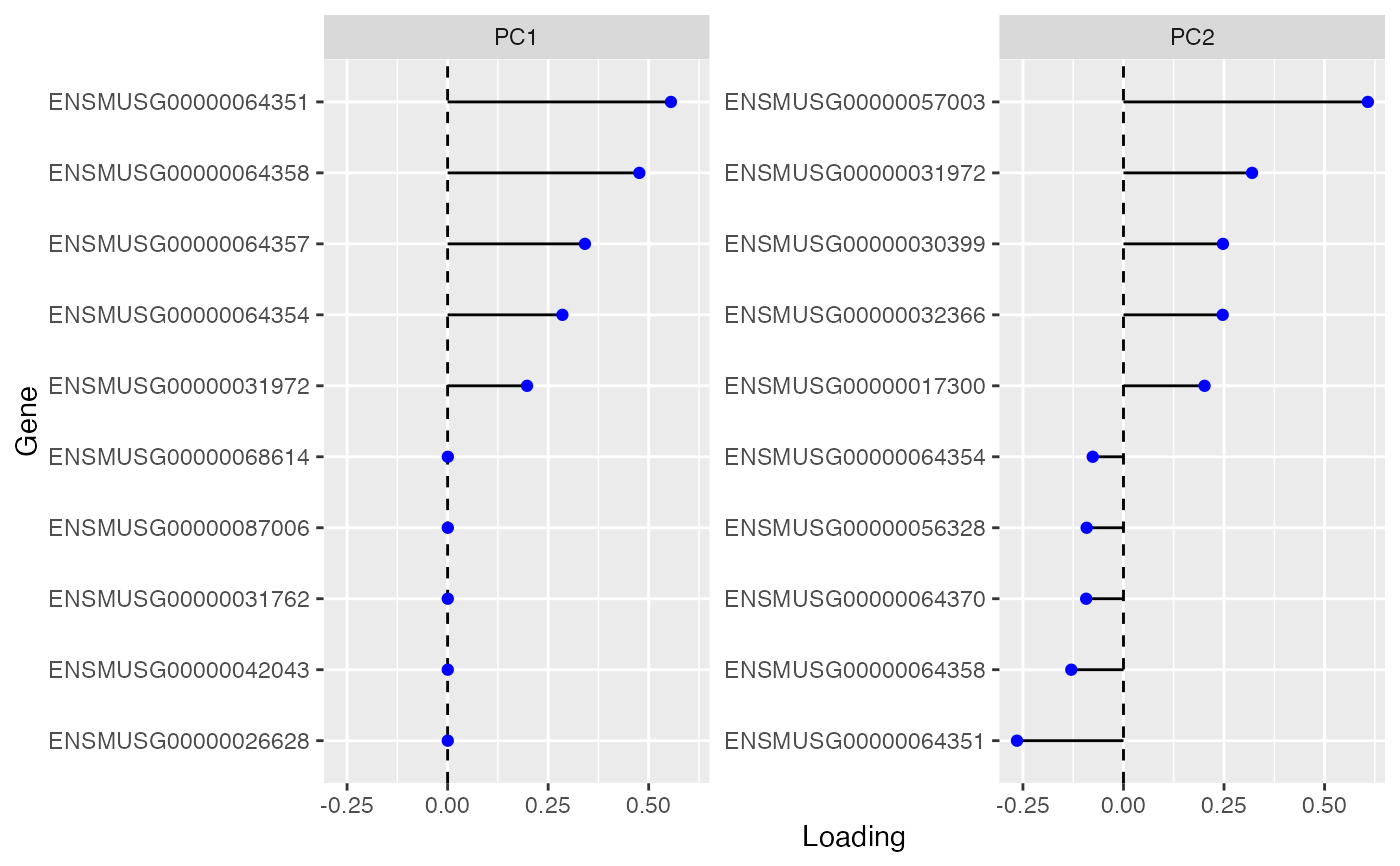 PC1
PC2
ENSMUSG00000064351
ENSMUSG00000064358
ENSMUSG00000064357
ENSMUSG00000064354
ENSMUSG00000031972
ENSMUSG00000068614
ENSMUSG00000087006
ENSMUSG00000031762
ENSMUSG00000042043
ENSMUSG00000026628
ENSMUSG00000057003
ENSMUSG00000031972
ENSMUSG00000030399
ENSMUSG00000032366
ENSMUSG00000017300
ENSMUSG00000064354
ENSMUSG00000056328
ENSMUSG00000064370
ENSMUSG00000064358
ENSMUSG00000064351
Gene
-0.25 0.00 0.25 0.50
-0.25 0.00 0.25 0.50
Loading